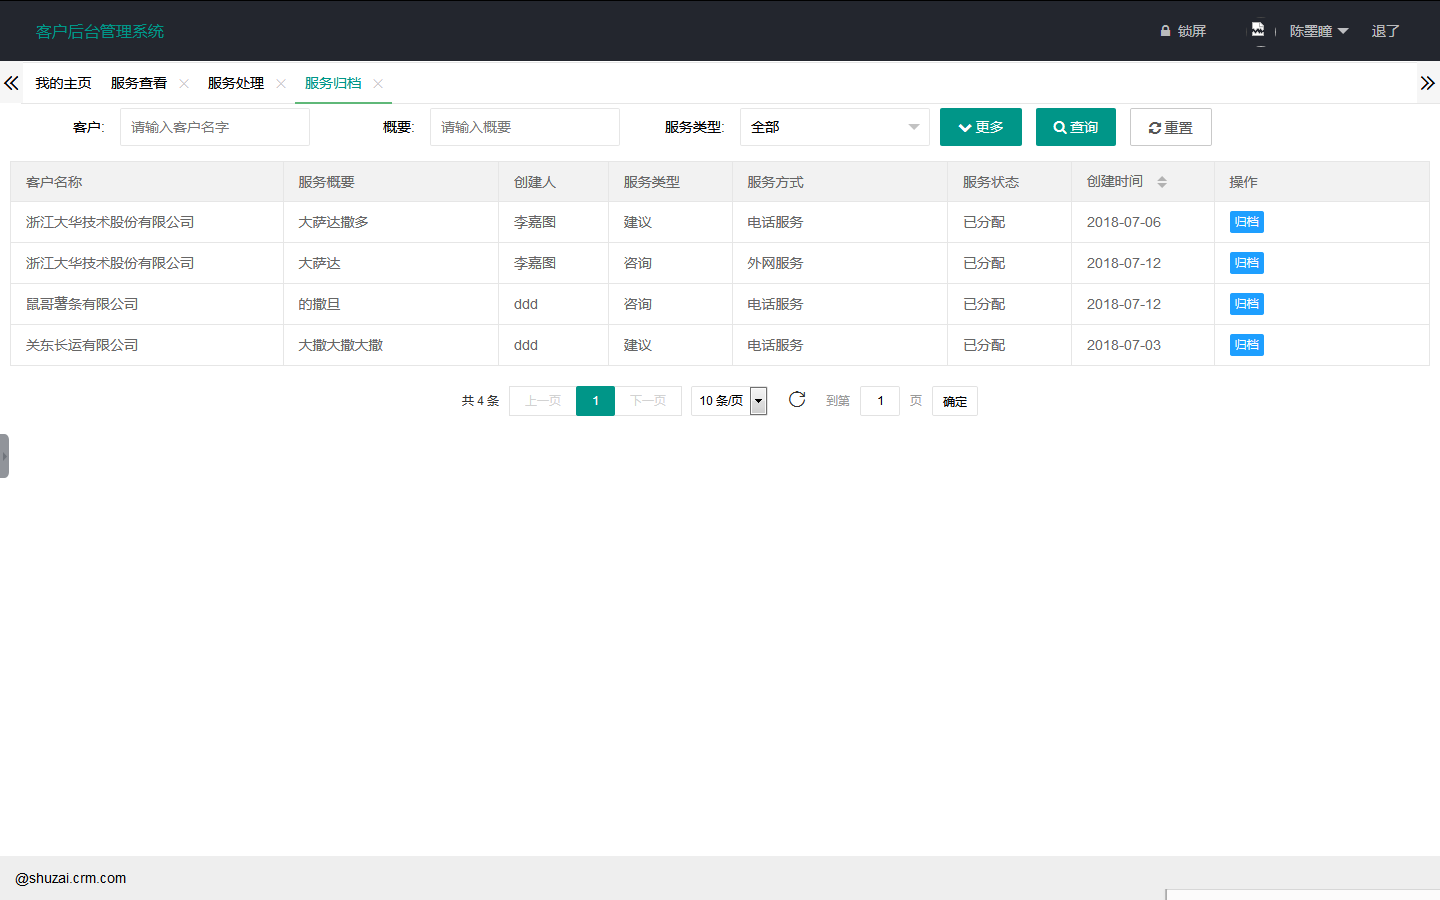 客户后台管理系统 锁屏 陈墨瞳 退了
我的主页 服务查看 服务处理 服务归档
客户: 请输入客户名字 概要: 请输入概要 服务类型: 全部 更多 查询 重置
客户名称 服务概要 创建人 服务类型 服务方式 服务状态 创建时间 操作
浙江大华技术股份有限公司 大萨达撒多 李嘉图 建议 电话服务 已分配 2018-07-06 归档
浙江大华技术股份有限公司 大萨达 李嘉图 咨询 外网服务 已分配 2018-07-12 归档
鼠哥薯条有限公司 的撒旦 ddd 咨询 电话服务 已分配 2018-07-12 归档
关东长运有限公司 大撒大撒大撒 ddd 建议 电话服务 已分配 2018-07-03 归档
共 4 条 上一页 1 下一页 10 条/页 到第 1 页 确定
@shuzai.crm.com